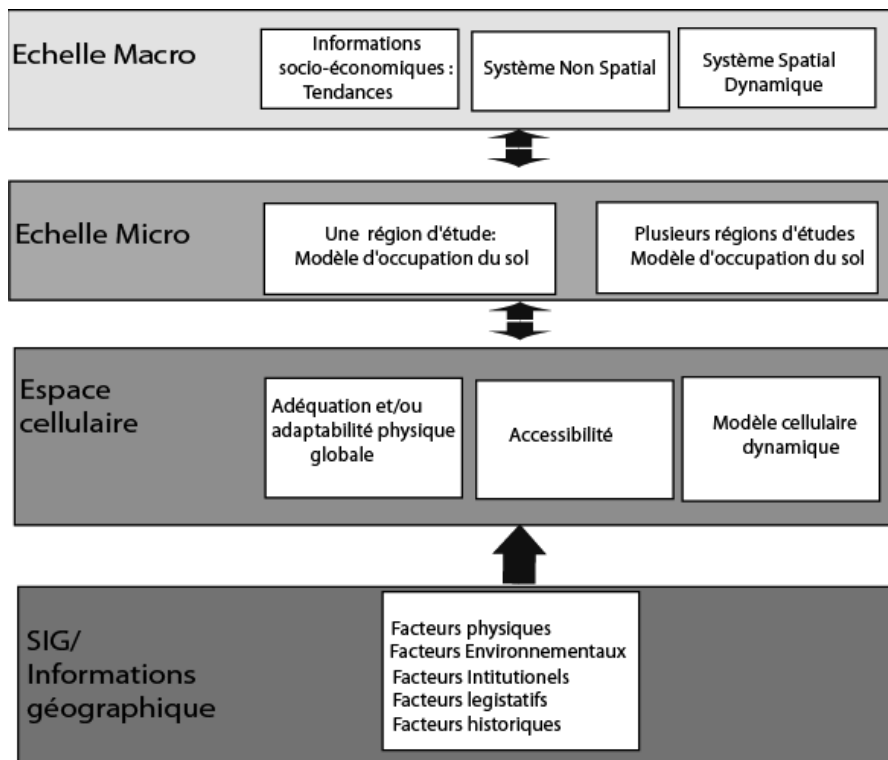 Echelle Macro
Informations
socio-économiques :
Tendances
Système Non Spatial
Système Spatial
Dynamique
Echelle Micro
Une région d'étude:
Modèle d'occupation du sol
Plusieurs régions d'études
Modèle d'occupation du sol
Espace
cellulaire
Adéquation et/ou
adaptabilité physique
globale
Accessibilité
Modèle cellulaire
dynamique
SIG/
Informations
géographique
Facteurs physiques
Facteurs Environnementaux
Facteurs Intitutionels
Facteurs legistatifs
Facteurs historiques